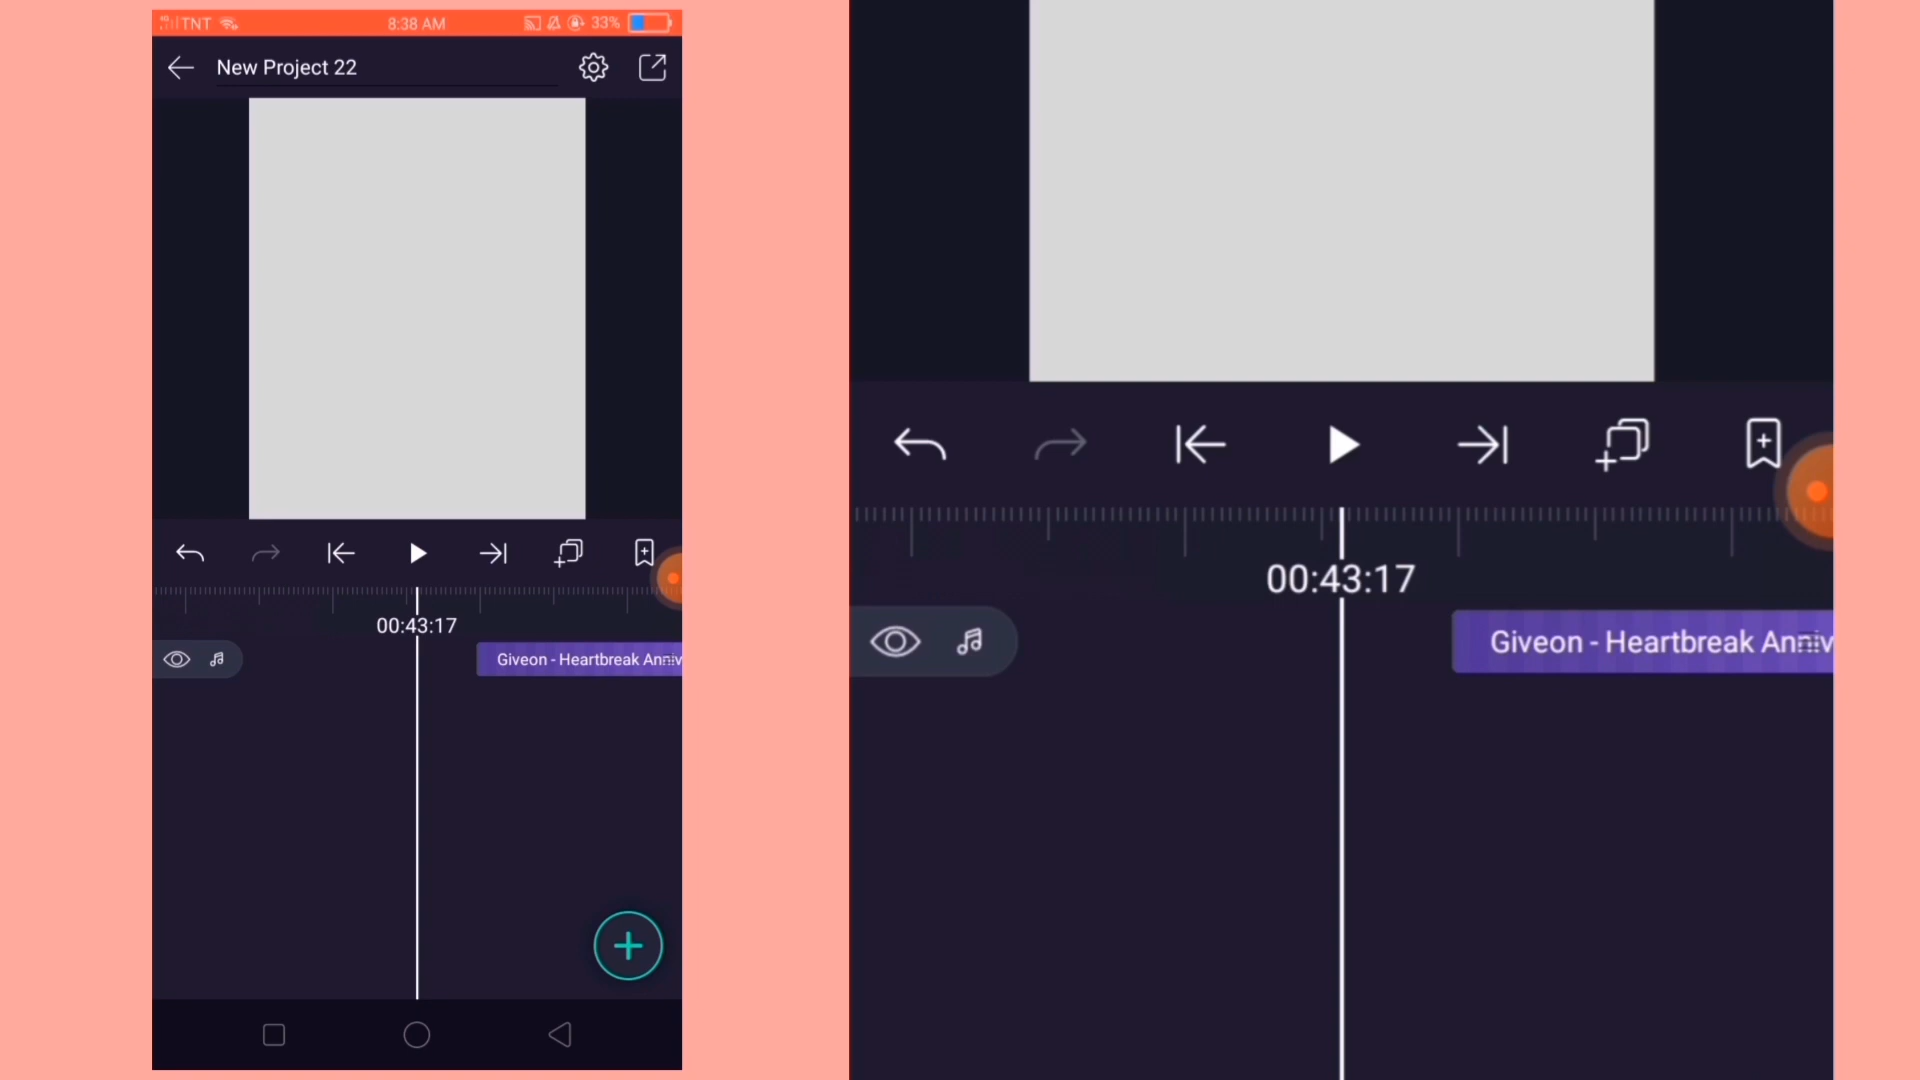 TNT 8:38 AM 33%
New Project 22
00:43:17
Giveon - Heartbreak Anniv
00:43:17
Giveon - Heartbreak Anniv